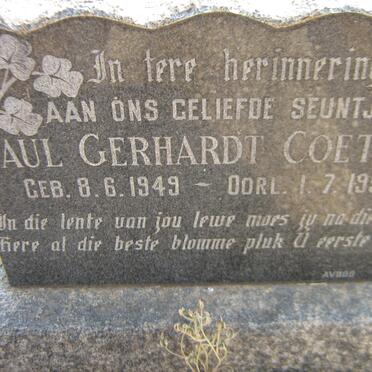 In tere herinnering
AAN ONS GELIEFDE SEUNTJ
AUL GERHARDT COET
GEB. 8.6.1949 – OORL. 1.7.19
In die lente van jou lewe moes jy na die
Here al die beste blomme pluk U eerste
AVBOB